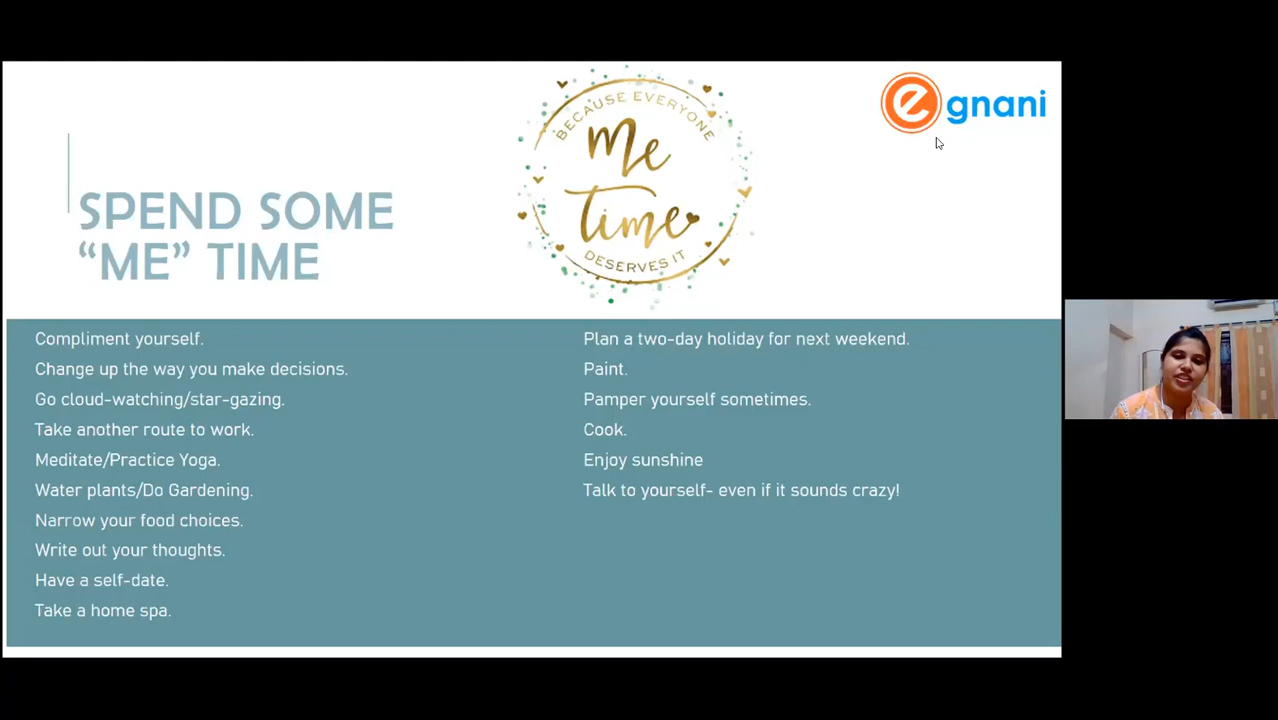 BECAUSE EVERYONE
Me
Time
DESERVES IT
e gnani
SPEND SOME
“ME” TIME
Compliment yourself.
Change up the way you make decisions.
Go cloud-watching/star-gazing.
Take another route to work.
Meditate/Practice Yoga.
Water plants/Do Gardening.
Narrow your food choices.
Write out your thoughts.
Have a self-date.
Take a home spa.
Plan a two-day holiday for next weekend.
Paint.
Pamper yourself sometimes.
Cook.
Enjoy sunshine
Talk to yourself- even if it sounds crazy!